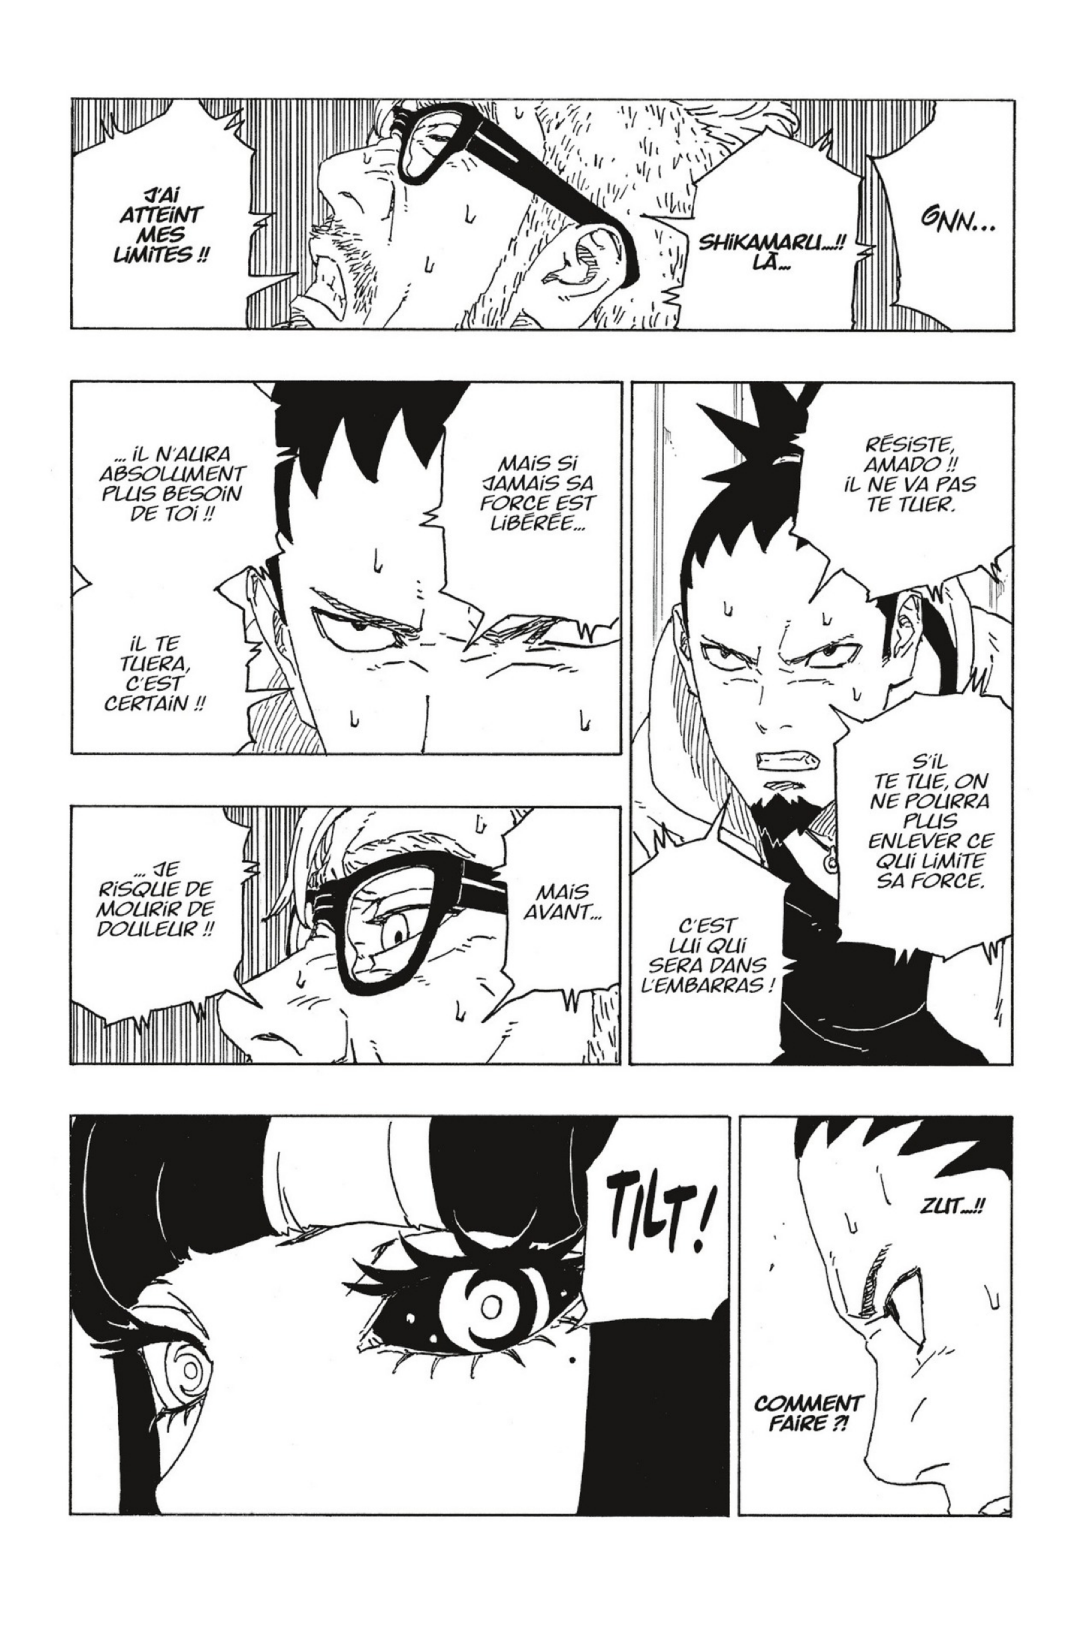 GNN...
SHIKAMARU...!!
LÀ...
J'AI
ATTEINT
MES
LIMITES !!
RÉSISTE,
AMADO !!
IL NE VA PAS
TE TUER.
S'IL
TE TUE, ON
NE POURRA
PLUS
ENLEVER CE
QUI LIMITE
SA FORCE.
C'EST
LUI QUI
SERA DANS
L'EMBARRAS !
MAIS SI
JAMAIS SA
FORCE EST
LIBÉRÉE...
... IL N'AURA
ABSOLUMENT
PLUS BESOIN
DE TOI !!
IL TE
TUERA,
C'EST
CERTAIN !!
MAIS
AVANT...
... JE
RISQUE DE
MOURIR DE
DOULEUR !!
ZUT...!!
COMMENT
FAIRE ?!
TILT!